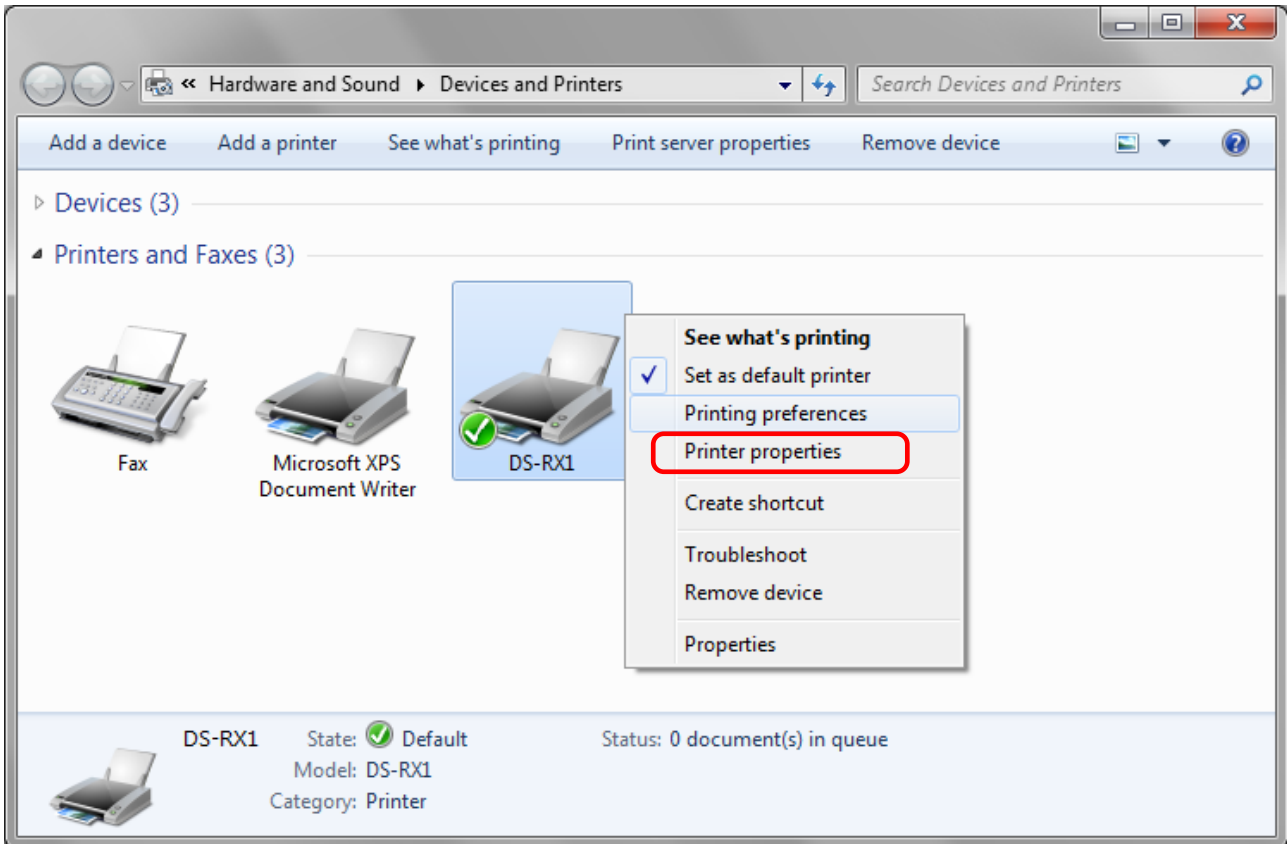 « Hardware and Sound ▸ Devices and Printers
Search Devices and Printers
Add a device Add a printer See what's printing Print server properties Remove device
Devices (3)
Printers and Faxes (3)
Fax
Microsoft XPS
Document Writer
DS-RX1
See what's printing
Set as default printer
Printing preferences
Printer properties
Create shortcut
Troubleshoot
Remove device
Properties
DS-RX1 State: Default Status: 0 document(s) in queue
Model: DS-RX1
Category: Printer